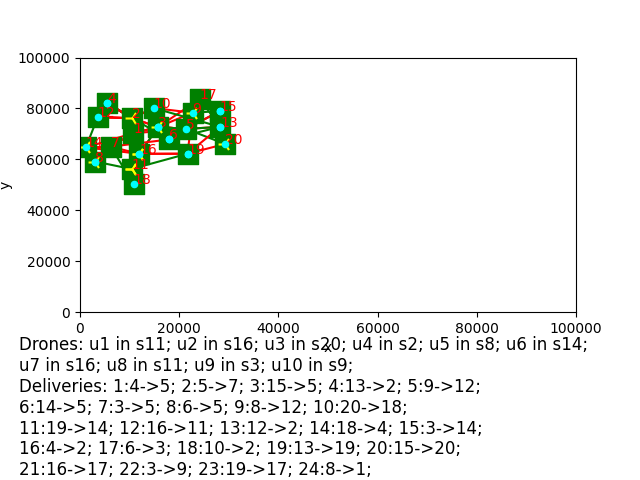 100000
80000
60000
40000
20000
0
y
0 20000 40000 60000 80000 100000
x
Drones: u1 in s11; u2 in s16; u3 in s20; u4 in s2; u5 in s8; u6 in s14;
u7 in s16; u8 in s11; u9 in s3; u10 in s9;
Deliveries: 1:4->5; 2:5->7; 3:15->5; 4:13->2; 5:9->12;
6:14->5; 7:3->5; 8:6->5; 9:8->12; 10:20->18;
11:19->14; 12:16->11; 13:12->2; 14:18->4; 15:3->14;
16:4->2; 17:6->3; 18:10->2; 19:13->19; 20:15->20;
21:16->17; 22:3->9; 23:19->17; 24:8->1;